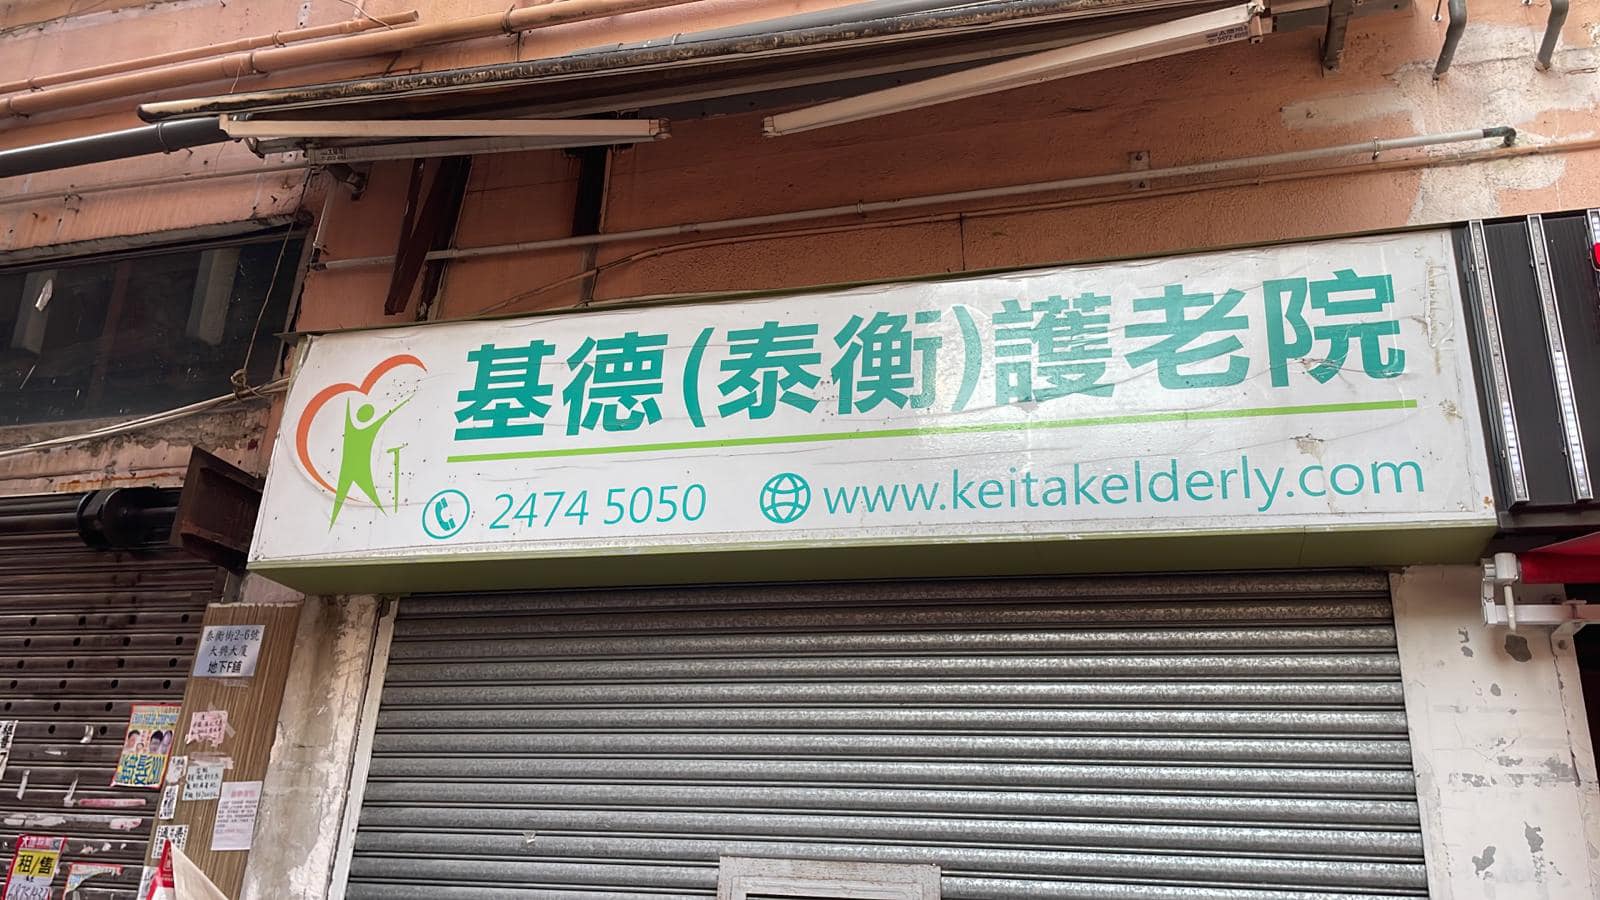 基德(泰衡)護老院
2474 5050
www.keitakelderly.com
泰衡街2-6號
大興大廈
地下F鋪
租/售